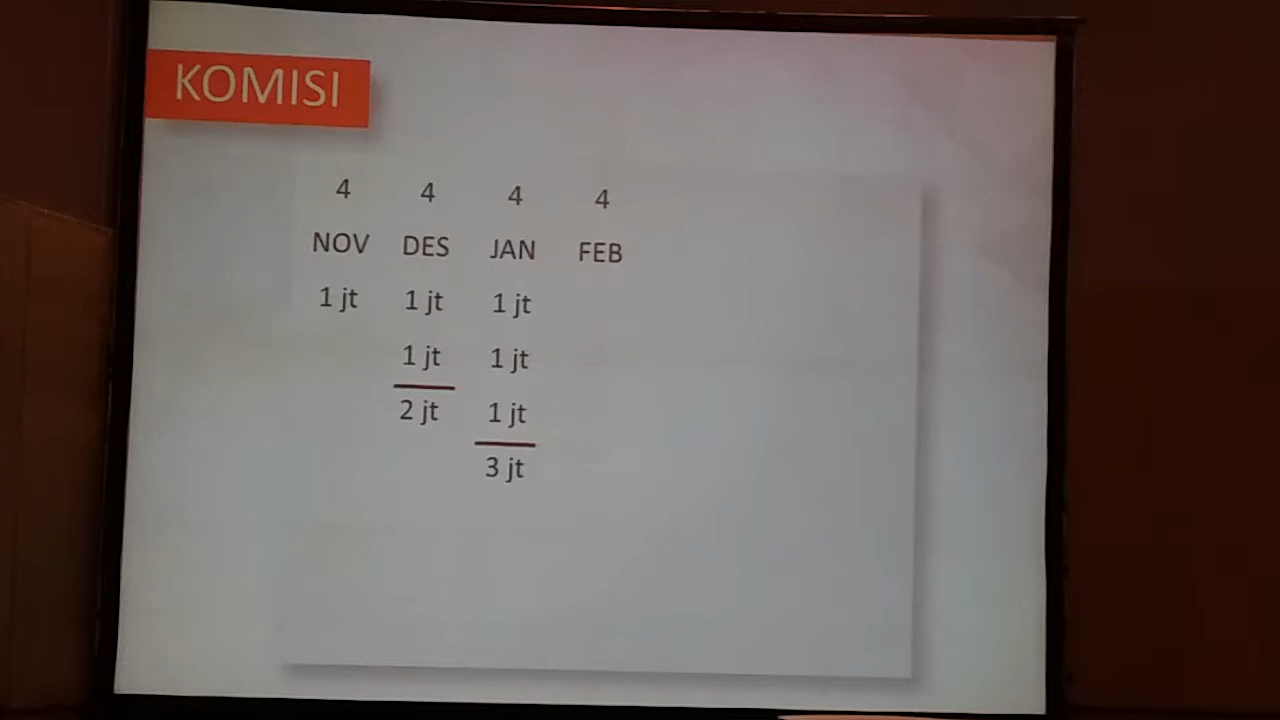 KOMISI
4 4 4 4
NOV DES JAN FEB
1 jt 1 jt 1 jt
1 jt 1 jt
2 jt 1 jt
3 jt